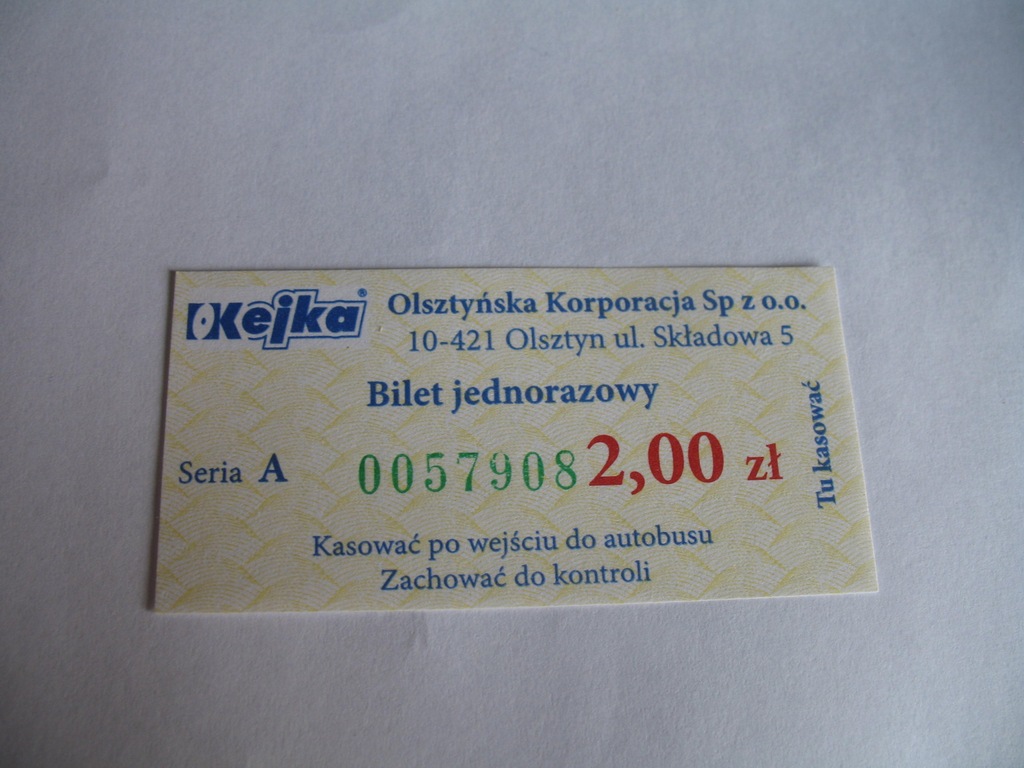 OKejka®
Olsztyńska Korporacja Sp z o.o.
10-421 Olsztyn ul. Składowa 5
Bilet jednorazowy
Seria A 0057908 2,00 zł
Tu kasować
Kasować po wejściu do autobusu
Zachować do kontroli